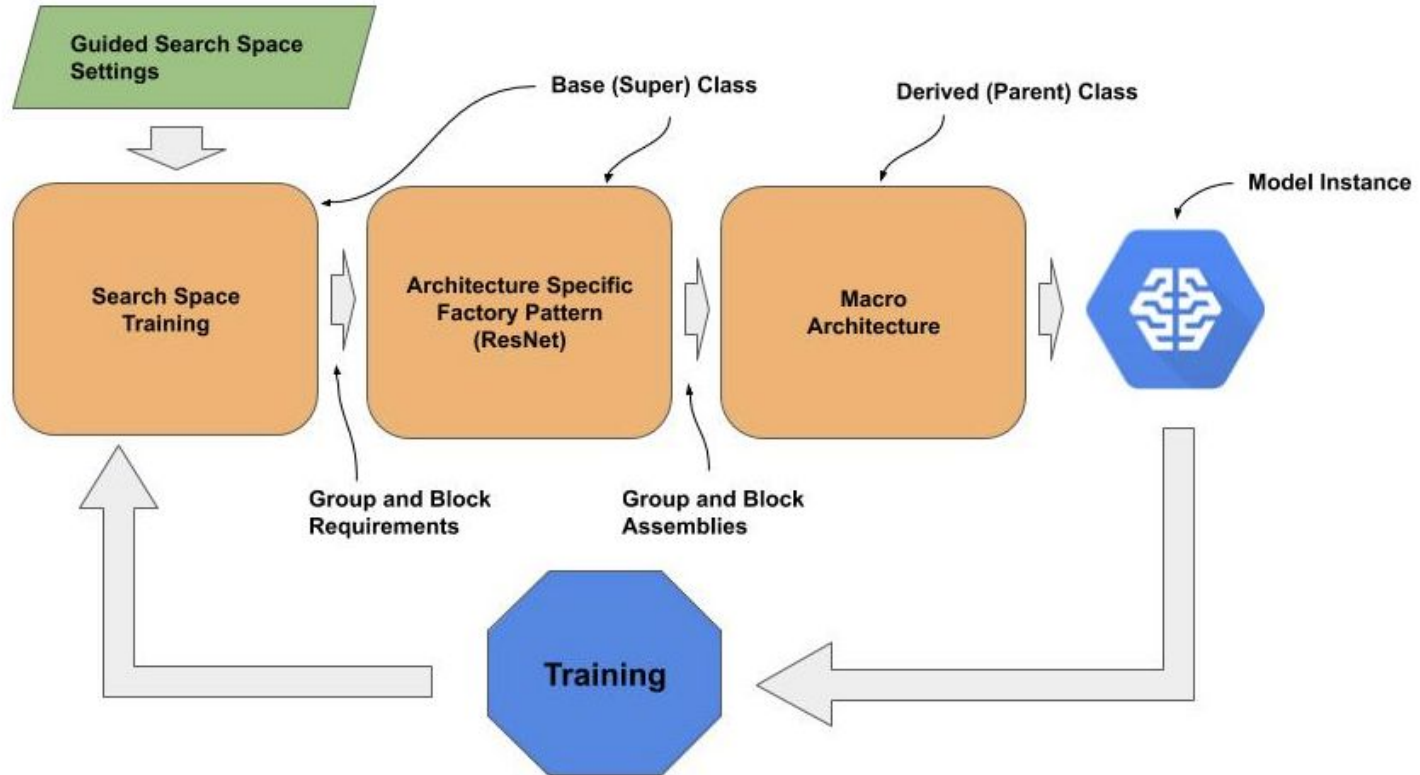 Guided Search Space
Settings
Base (Super) Class
Derived (Parent) Class
Model Instance
Search Space
Training
Architecture Specific
Factory Pattern
(ResNet)
Macro
Architecture
Group and Block
Requirements
Group and Block
Assemblies
Training